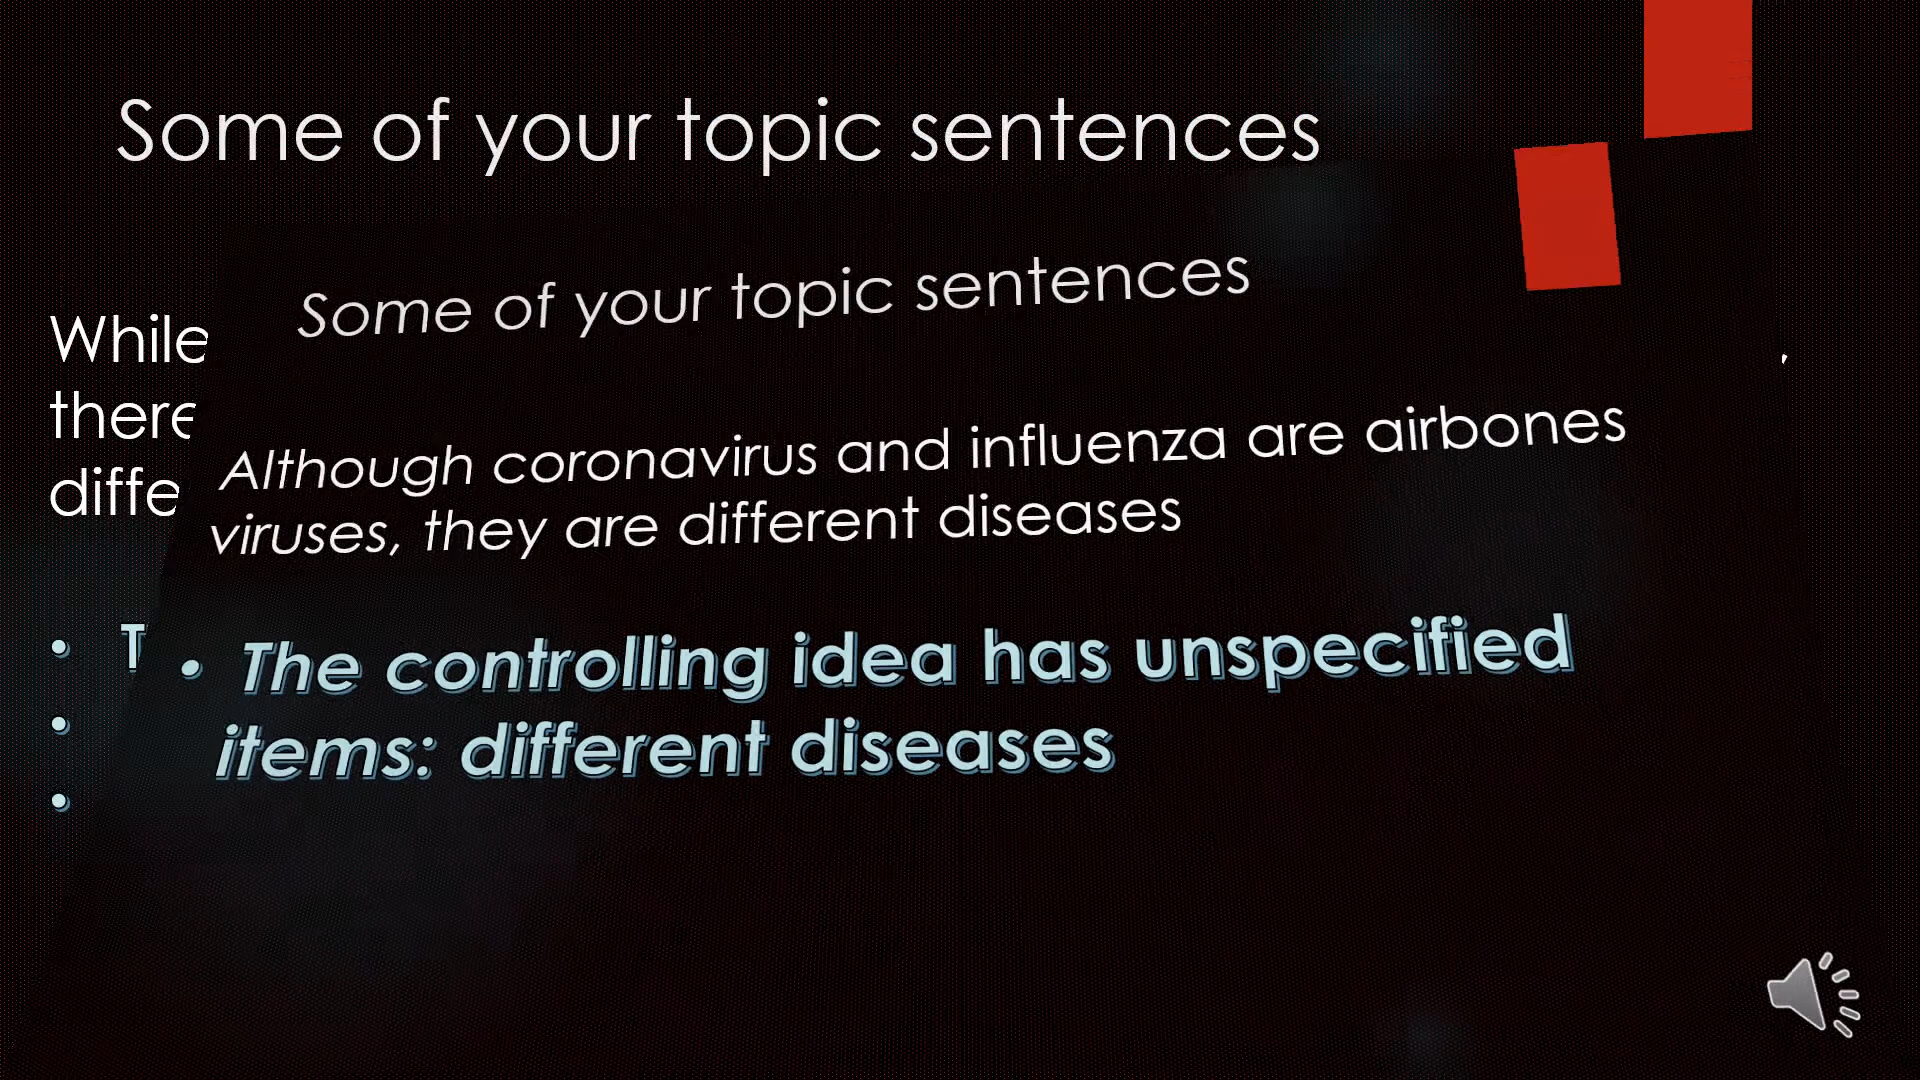 Some of your topic sentences
While
there
diffe
• T
•
•
Some of your topic sentences
Although coronavirus and influenza are airbones
viruses, they are different diseases
• The controlling idea has unspecified
items: different diseases